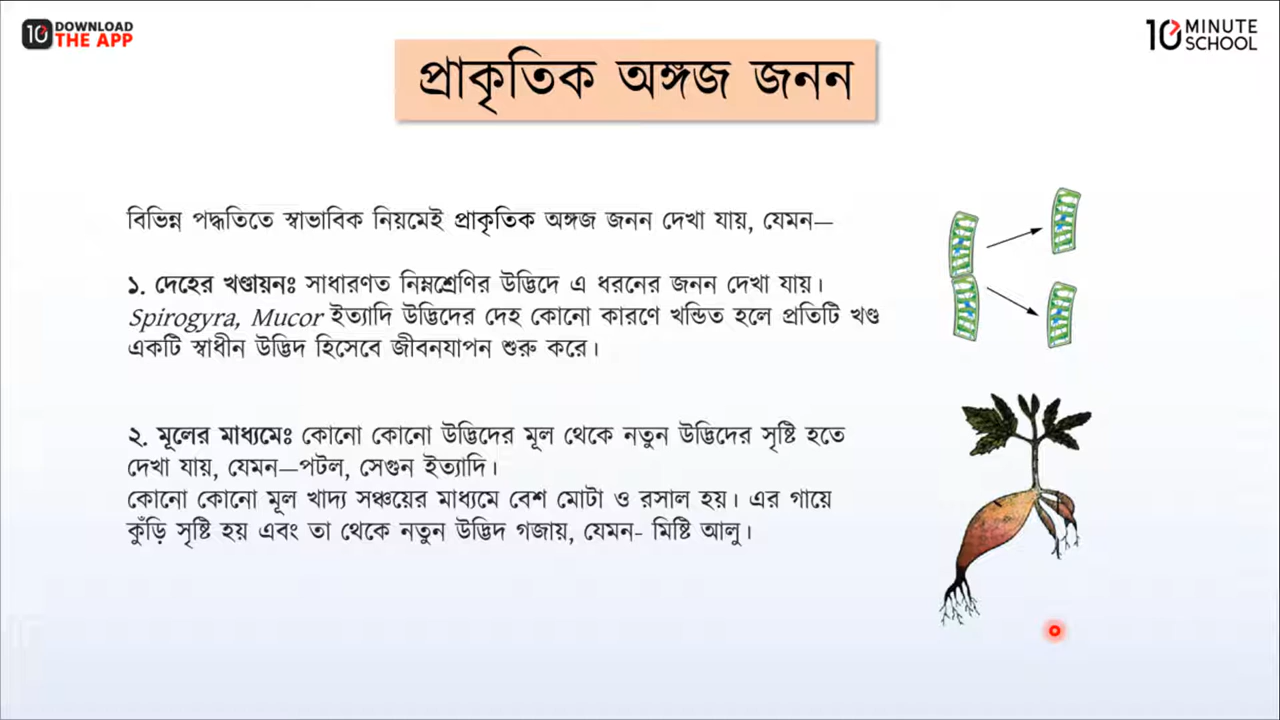 DOWNLOAD
THE APP
10 MINUTE
SCHOOL
প্রাকৃতিক অঙ্গজ জনন
বিভিন্ন পদ্ধতিতে স্বাভাবিক নিয়মেই প্রাকৃতিক অঙ্গজ জনন দেখা যায়, যেমন—
১. দেহের খণ্ডায়নঃ সাধারণত নিম্নশ্রেণির উদ্ভিদে এ ধরনের জনন দেখা যায়।
Spirogyra, Mucor ইত্যাদি উদ্ভিদের দেহ কোনো কারণে খন্ডিত হলে প্রতিটি খণ্ড
একটি স্বাধীন উদ্ভিদ হিসেবে জীবনযাপন শুরু করে।
২. মূলের মাধ্যমেঃ কোনো কোনো উদ্ভিদের মূল থেকে নতুন উদ্ভিদের সৃষ্টি হতে
দেখা যায়, যেমন—পটল, সেগুন ইত্যাদি।
কোনো কোনো মূল খাদ্য সঞ্চয়ের মাধ্যমে বেশ মোটা ও রসাল হয়। এর গায়ে
কুঁড়ি সৃষ্টি হয় এবং তা থেকে নতুন উদ্ভিদ গজায়, যেমন- মিষ্টি আলু।